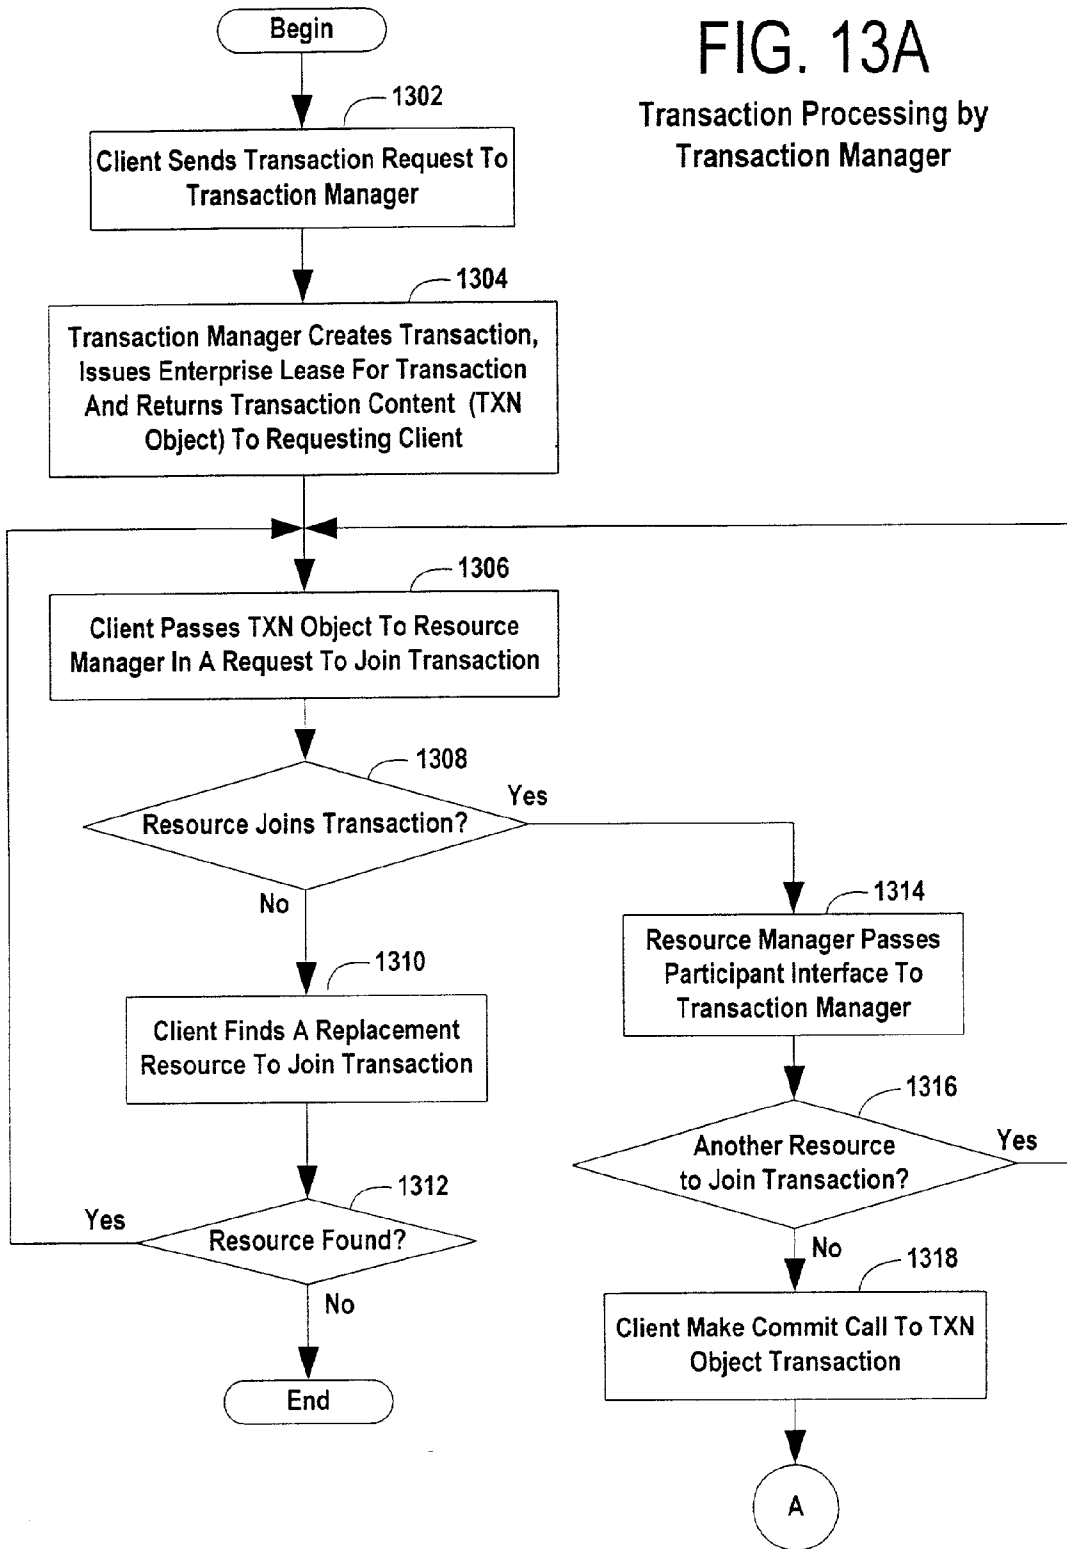 Begin
FIG. 13A
Transaction Processing by
Transaction Manager
1302
Client Sends Transaction Request To
Transaction Manager
1304
Transaction Manager Creates Transaction,
Issues Enterprise Lease For Transaction
And Returns Transaction Content (TXN
Object) To Requesting Client
1306
Client Passes TXN Object To Resource
Manager In A Request To Join Transaction
1308
Resource Joins Transaction?
Yes
No
1310
Client Finds A Replacement
Resource To Join Transaction
1312
Resource Found?
Yes
No
End
1314
Resource Manager Passes
Participant Interface To
Transaction Manager
1316
Another Resource
to Join Transaction?
Yes
No
1318
Client Make Commit Call To TXN
Object Transaction
A